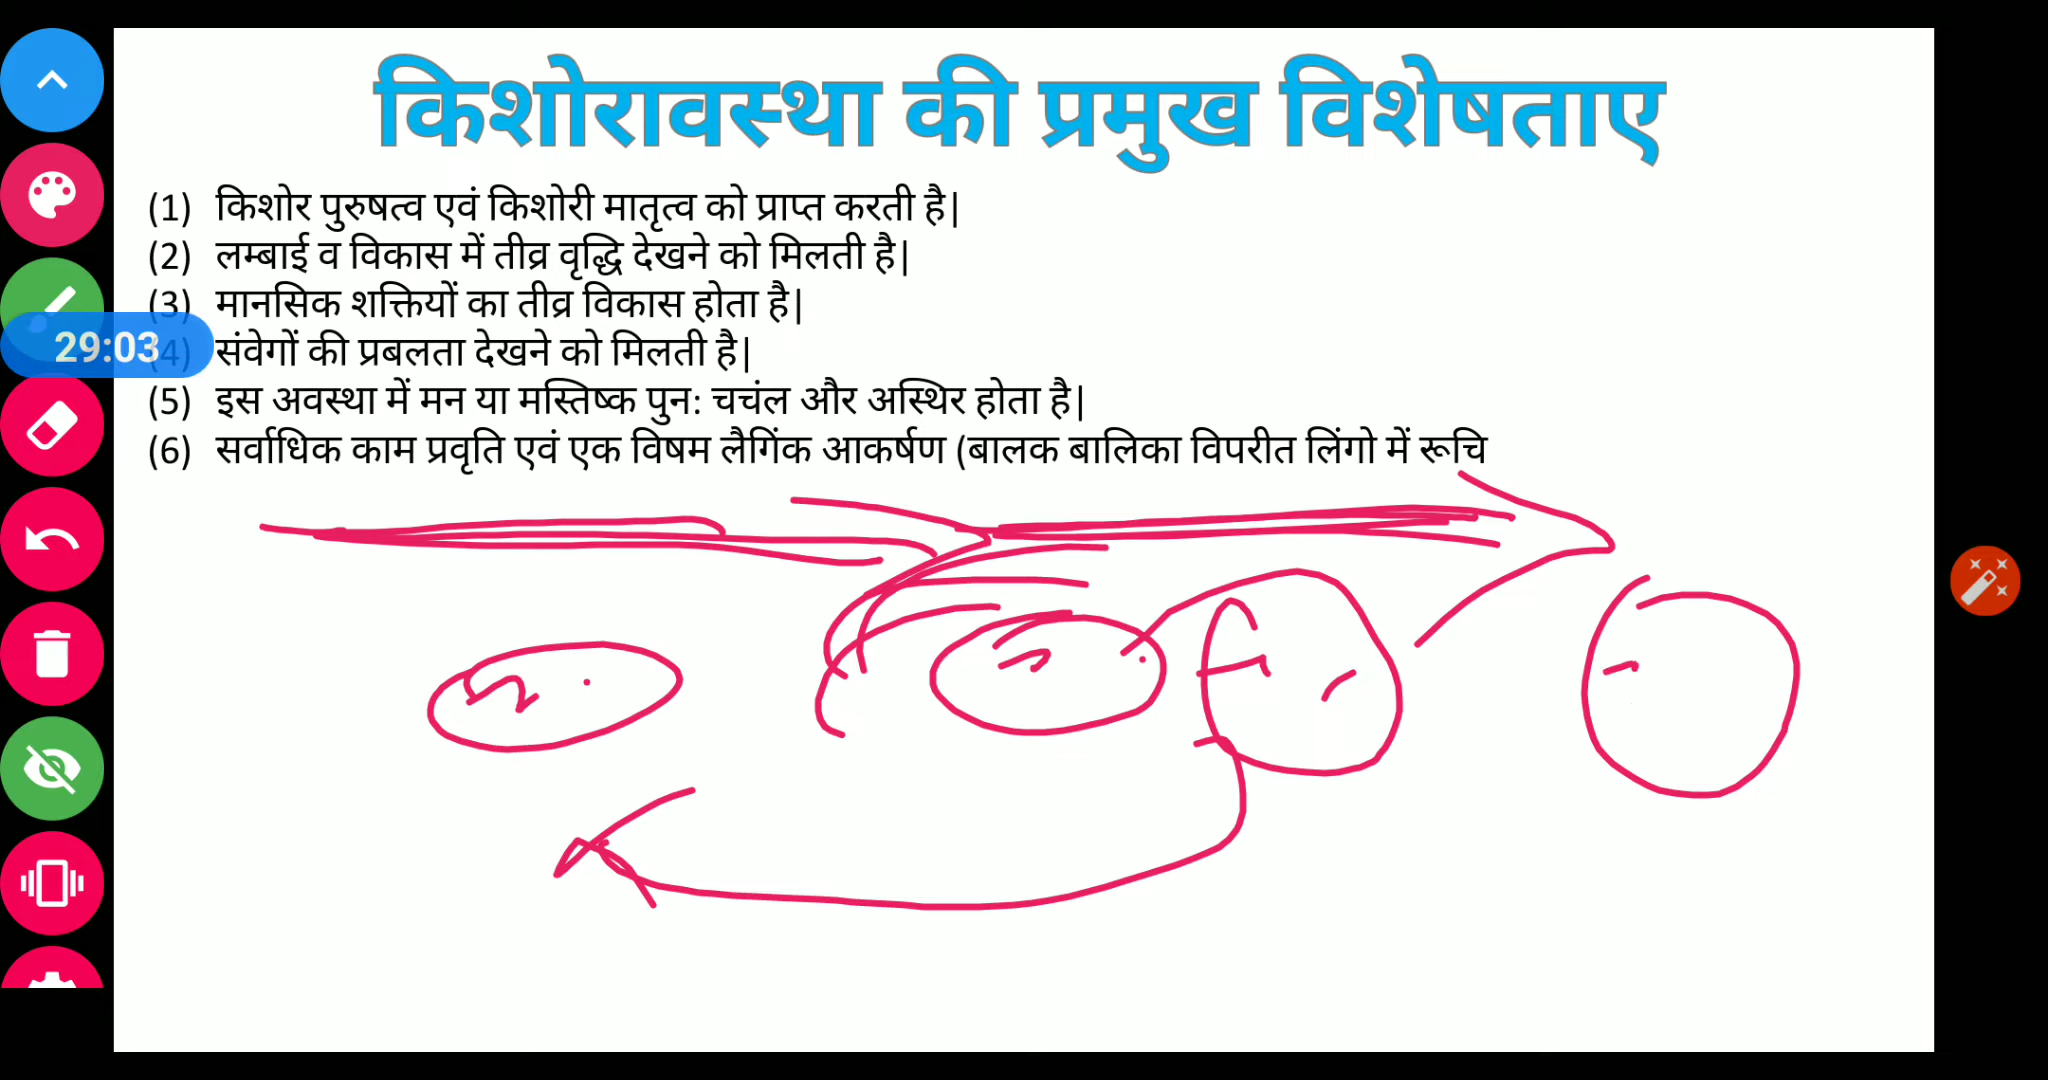 किशोरावस्था की प्रमुख विशेषताए
(1) किशोर पुरुषत्व एवं किशोरी मातृत्व को प्राप्त करती है|
(2) लम्बाई व विकास में तीव्र वृद्धि देखने को मिलती है|
(3) मानसिक शक्तियों का तीव्र विकास होता है|
29:03
(4) संवेगों की प्रबलता देखने को मिलती है|
(5) इस अवस्था में मन या मस्तिष्क पुनः चचंल और अस्थिर होता है|
(6) सर्वाधिक काम प्रवृति एवं एक विषम लैगिंक आकर्षण (बालक बालिका विपरीत लिंगो में रूचि